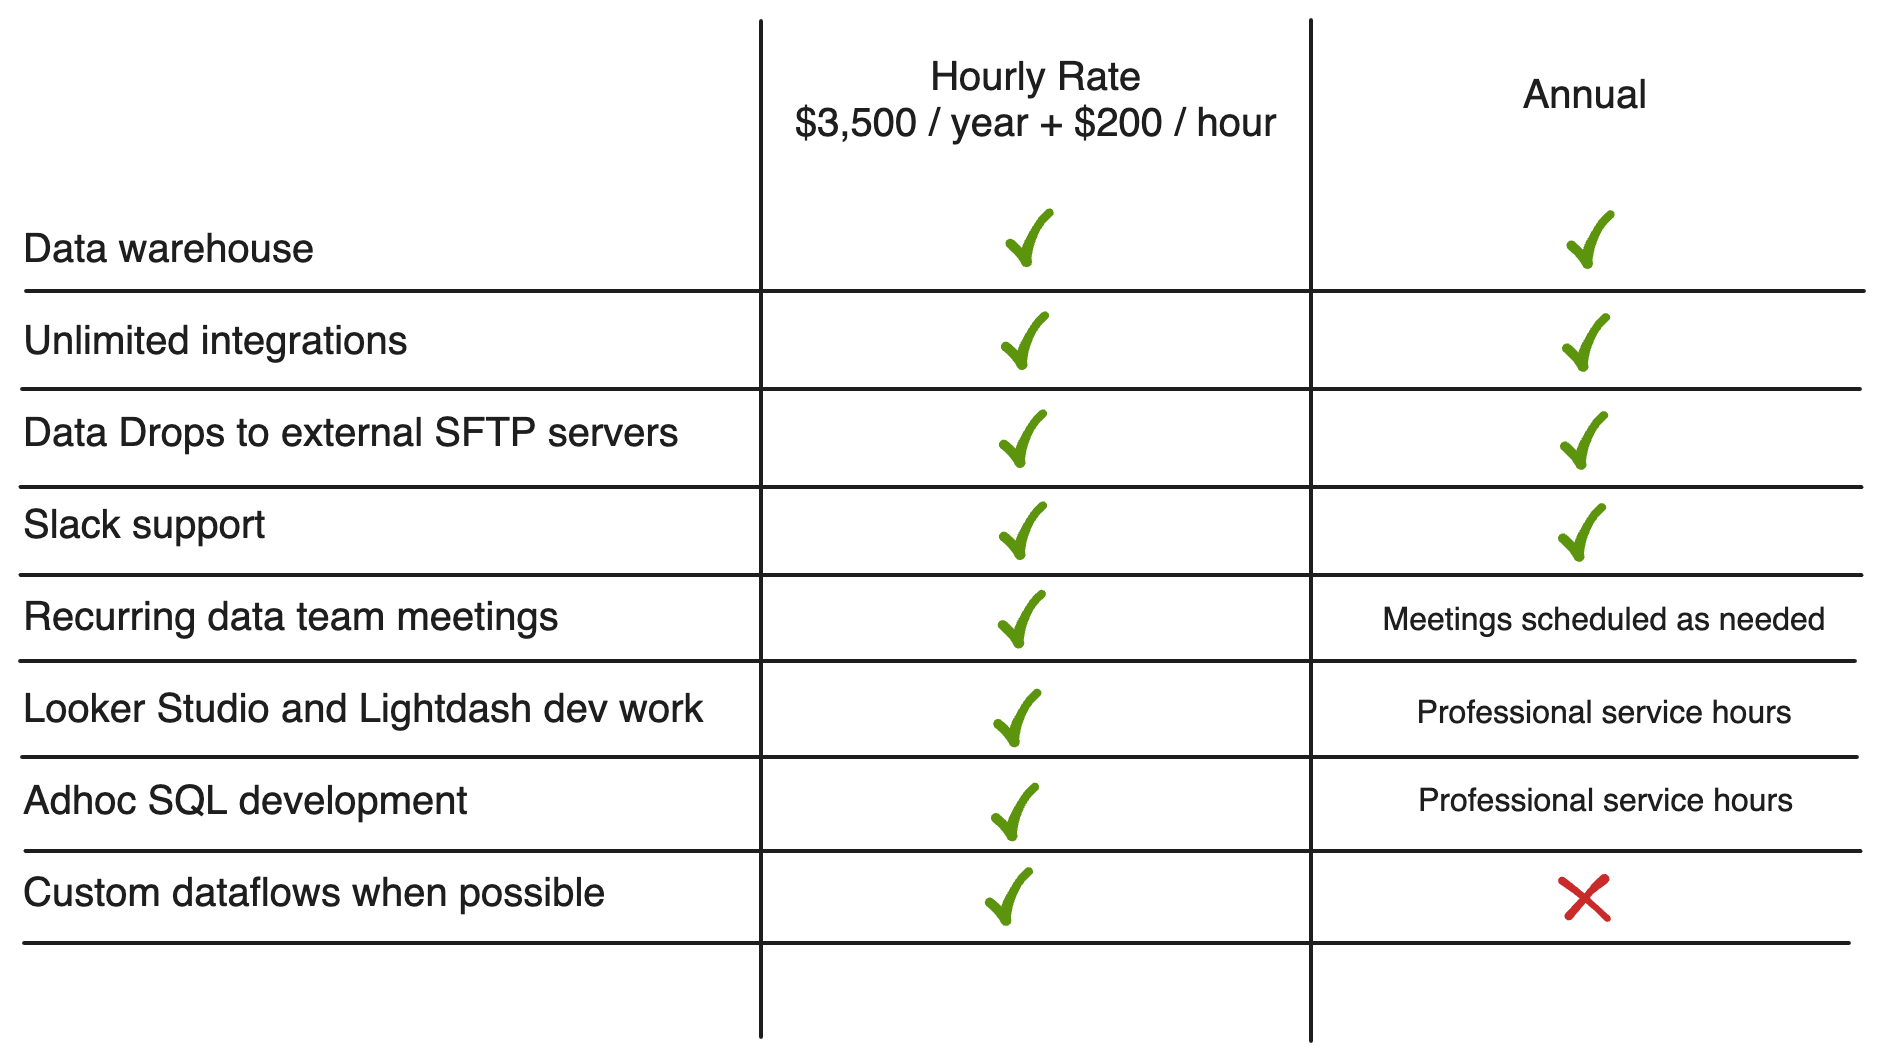 Hourly Rate
$3,500 / year + $200 / hour
Annual
Data warehouse
Unlimited integrations
Data Drops to external SFTP servers
Slack support
Recurring data team meetings
Meetings scheduled as needed
Looker Studio and Lightdash dev work
Professional service hours
Adhoc SQL development
Professional service hours
Custom dataflows when possible